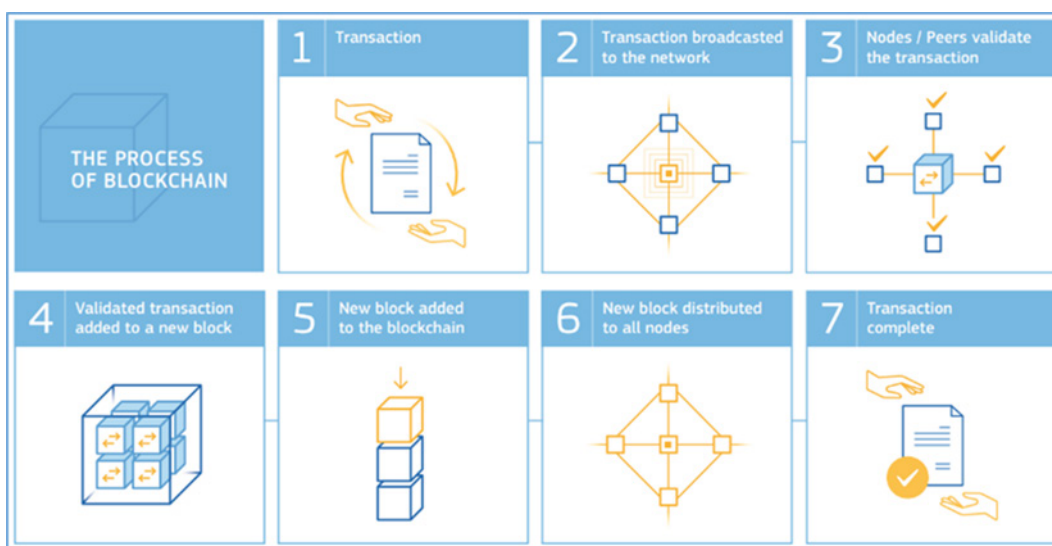 THE PROCESS
OF BLOCKCHAIN
1
Transaction
2
Transaction broadcasted
to the network
3
Nodes / Peers validate
the transaction
4
Validated transaction
added to a new block
5
New block added
to the blockchain
6
New block distributed
to all nodes
7
Transaction
complete